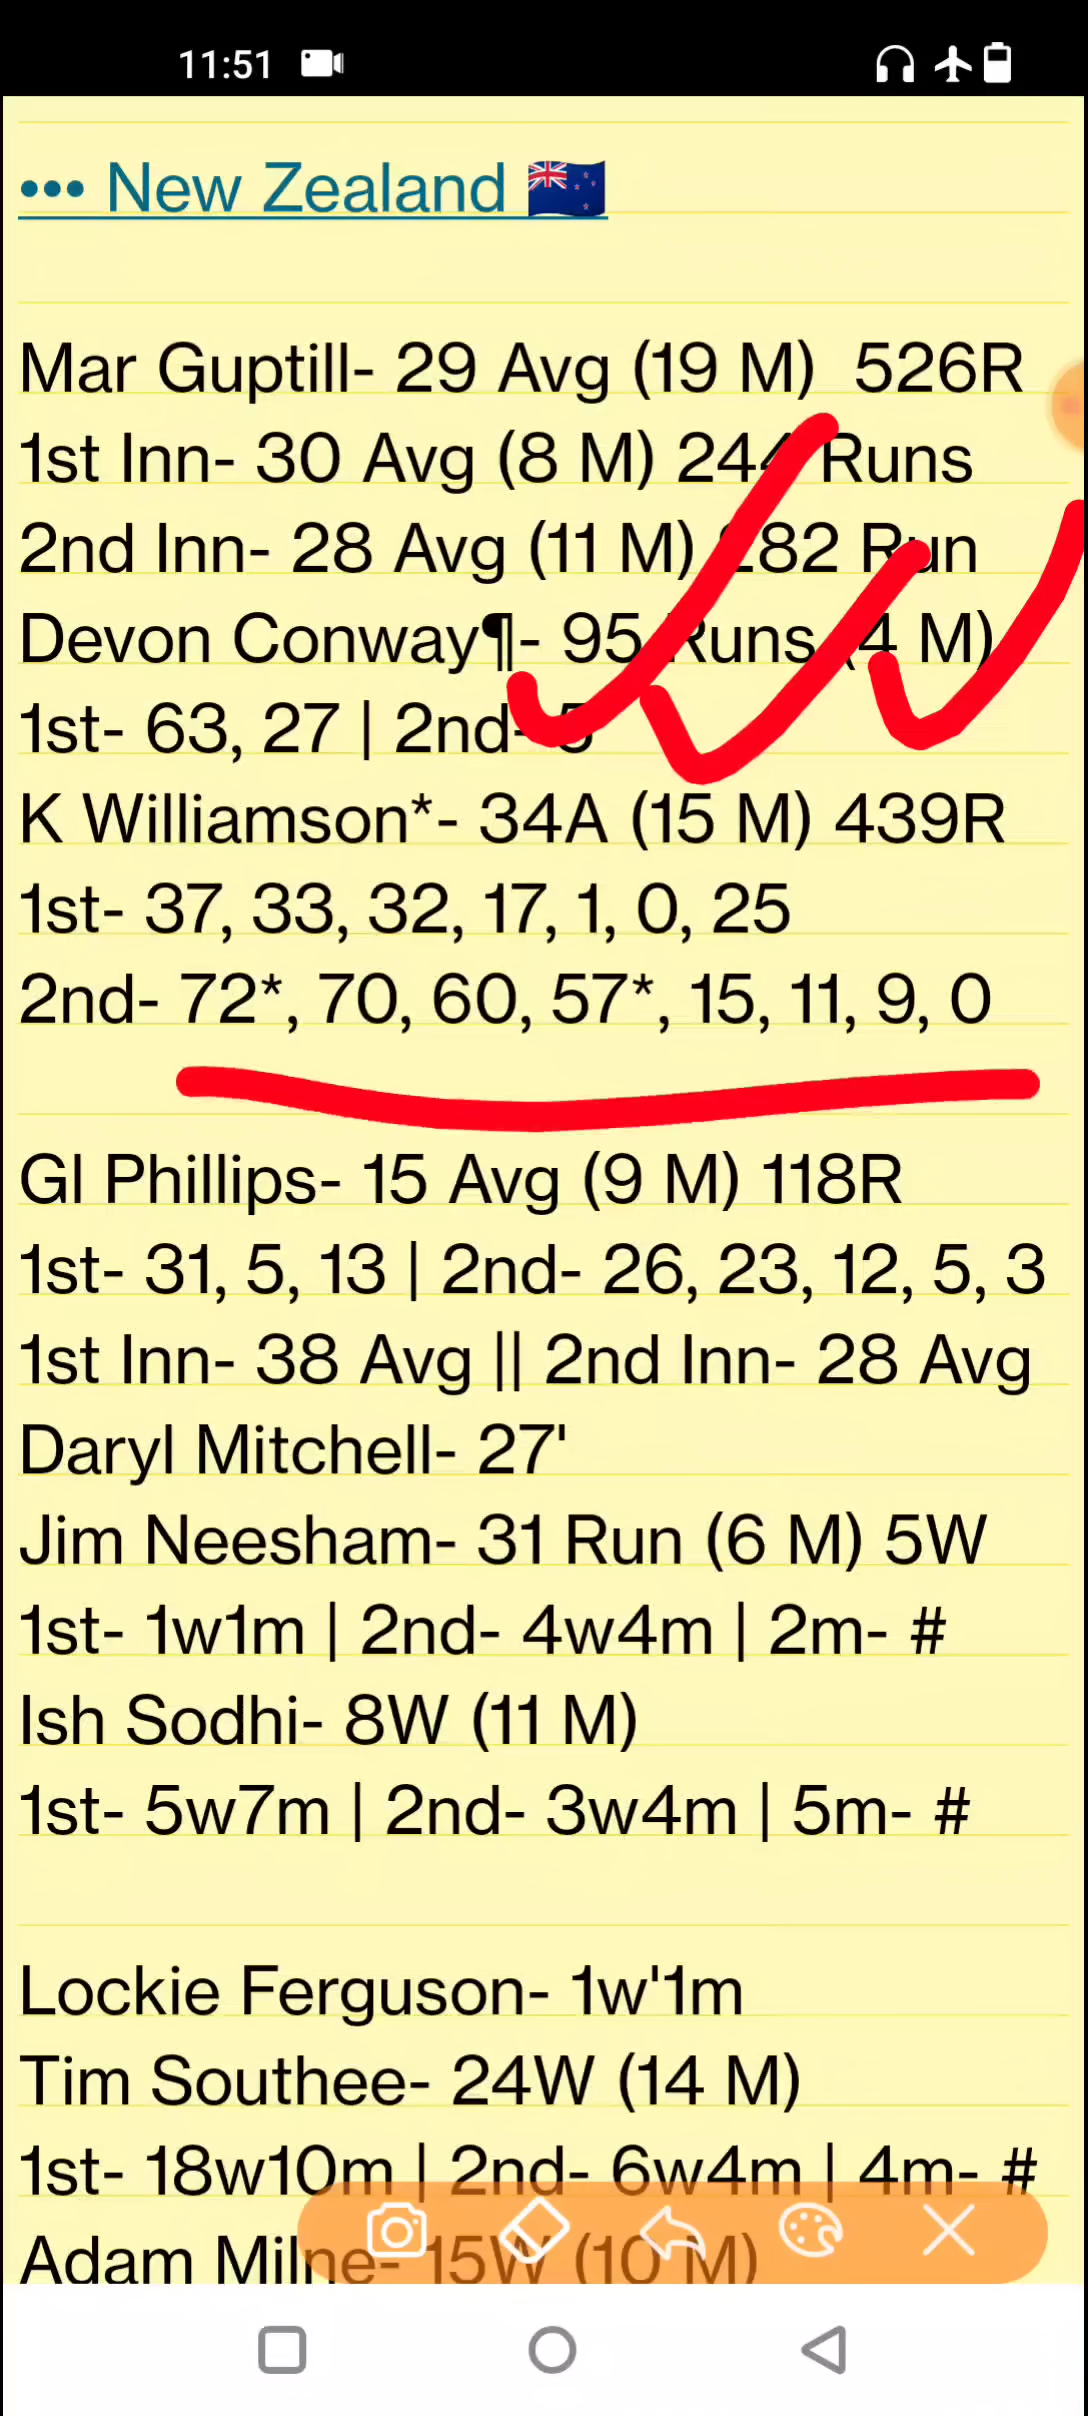 11:51
••• New Zealand 🇳🇿
Mar Guptill- 29 Avg (19 M) 526R
1st Inn- 30 Avg (8 M) 244 Runs
2nd Inn- 28 Avg (11 M) 282 Run
Devon Conway¶- 95 Runs (4 M)
1st- 63, 27 | 2nd- 5
K Williamson*- 34A (15 M) 439R
1st- 37, 33, 32, 17, 1, 0, 25
2nd- 72*, 70, 60, 57*, 15, 11, 9, 0
Gl Phillips- 15 Avg (9 M) 118R
1st- 31, 5, 13 | 2nd- 26, 23, 12, 5, 3
1st Inn- 38 Avg || 2nd Inn- 28 Avg
Daryl Mitchell- 27'
Jim Neesham- 31 Run (6 M) 5W
1st- 1w1m | 2nd- 4w4m | 2m- #
Ish Sodhi- 8W (11 M)
1st- 5w7m | 2nd- 3w4m | 5m- #
Lockie Ferguson- 1w'1m
Tim Southee- 24W (14 M)
1st- 18w10m | 2nd- 6w4m | 4m- #
Adam Milne- 15W (10 M)